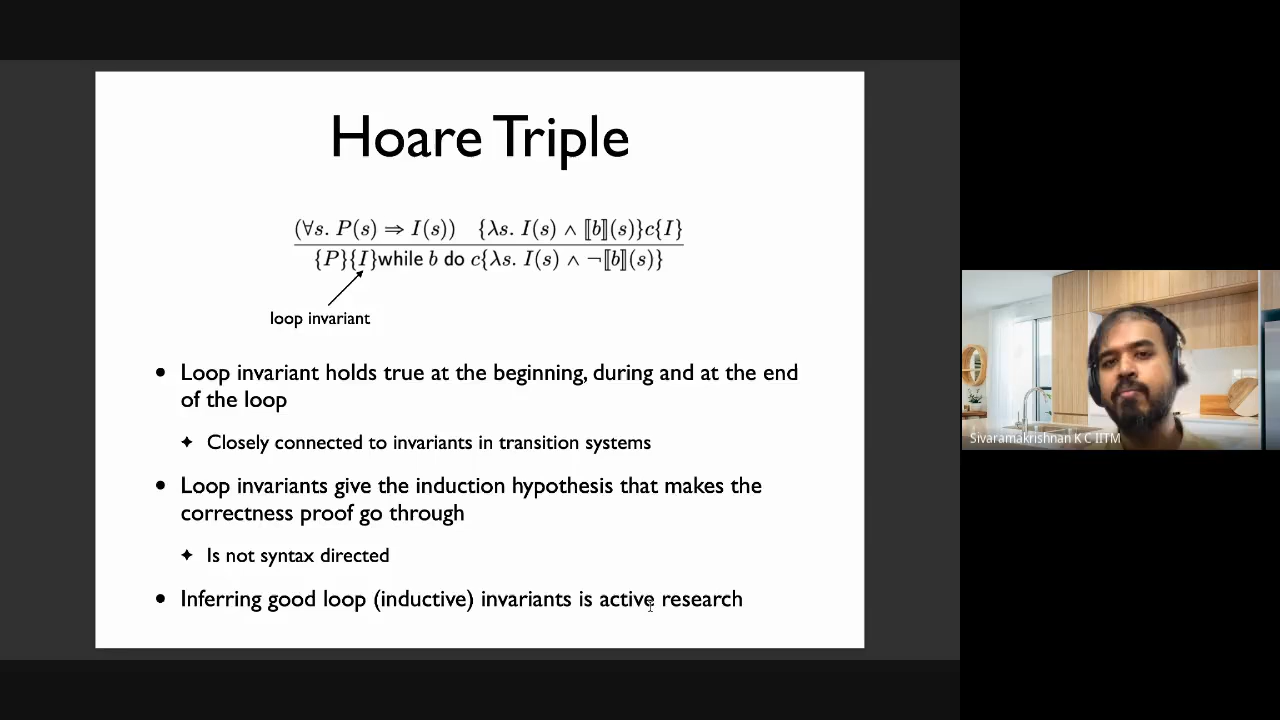 Hoare Triple
(∀s. P(s) ⇒ I(s)) {λs. I(s) ∧ ⟦b⟧(s)}c{I}
{P}{I}while b do c{λs. I(s) ∧ ¬⟦b⟧(s)}
loop invariant
• Loop invariant holds true at the beginning, during and at the end
of the loop
✦ Closely connected to invariants in transition systems
• Loop invariants give the induction hypothesis that makes the
correctness proof go through
✦ Is not syntax directed
• Inferring good loop (inductive) invariants is active research
Sivaramakrishnan K C IITM